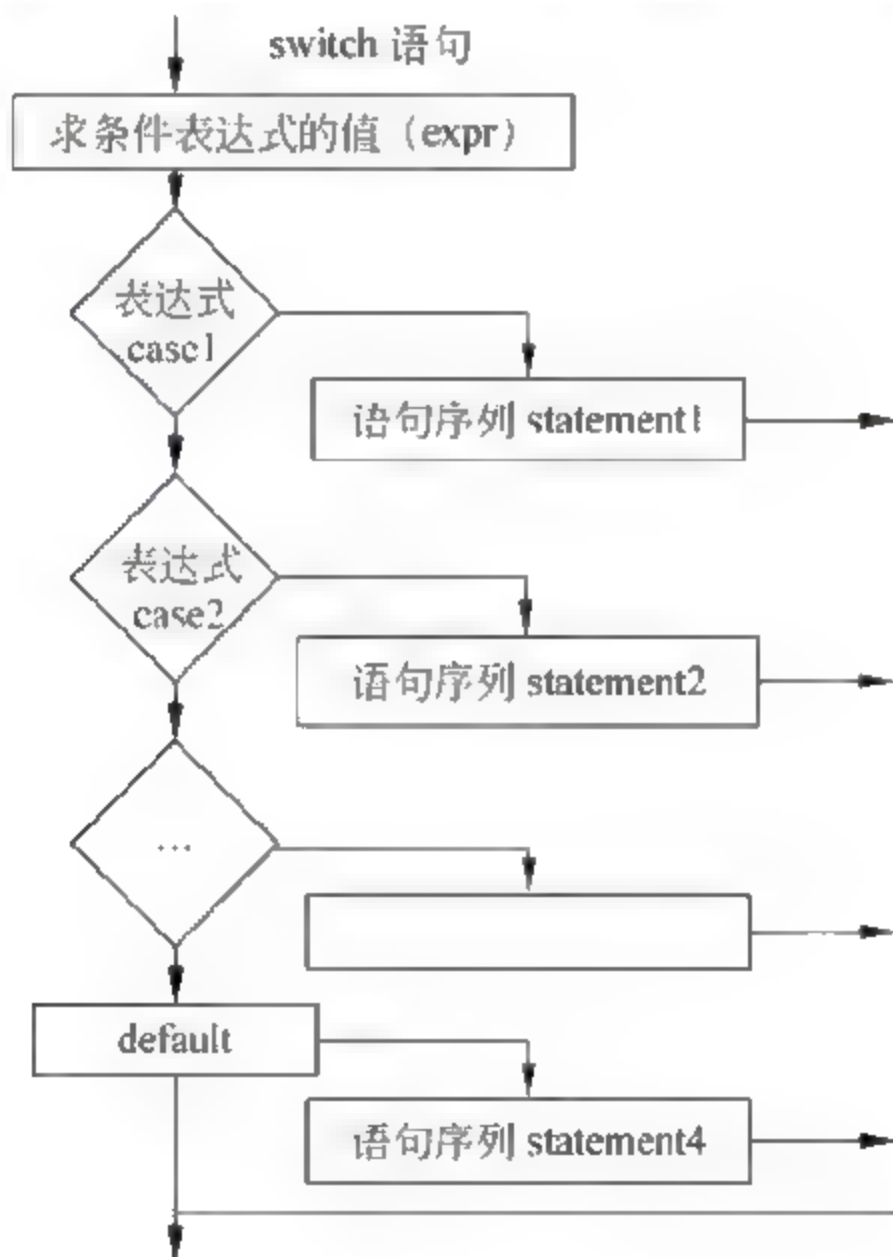 switch 语句
求条件表达式的值（expr）
表达式
case1
语句序列 statement1
表达式
case2
语句序列 statement2
…
default
语句序列 statement4